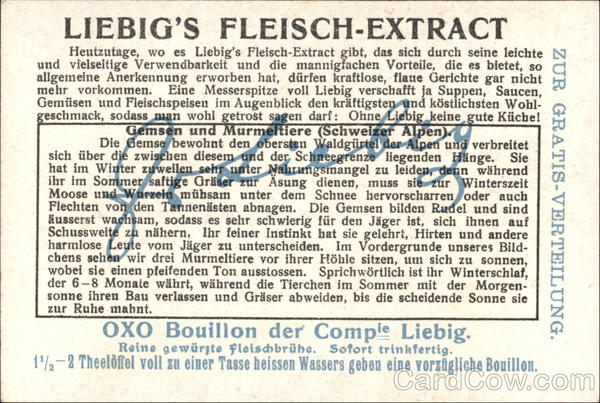 LIEBIG'S FLEISCH-EXTRACT
Heutzutage, wo es Liebig's Fleisch-Extract gibt, das sich durch seine leichte
und vielseitige Verwendbarkeit und die mannigfachen Vorteile, die es bietet, so
allgemeine Anerkennung erworben hat, dürfen kraftlose, flaue Gerichte gar nicht
mehr vorkommen. Eine Messerspitze voll Liebig verschafft ja Suppen, Saucen,
Gemüsen und Fleischspeisen im Augenblick den kräftigsten und köstlichsten Wohl-
geschmack, sodass man wohl getrost sagen darf: Ohne Liebig keine gute Küche!
Gemsen und Murmeltiere (Schweizer Alpen).
Die Gemse bewohnt den obersten Waldgürtel der Alpen und verbreitet
sich über die zwischen diesem und der Schneegrenze liegenden Hänge. Sie
hat im Winter zuweilen sehr unter Nahrungsmangel zu leiden, denn während
ihr im Sommer saftige Gräser zur Äsung dienen, muss sie zur Winterszeit
Moose und Wurzeln mühsam unter dem Schnee hervorscharren oder auch
Flechten von den Tannenästen abnagen. Die Gemsen bilden Rudel und sind
äusserst wachsam, sodass es sehr schwierig für den Jäger ist, sich ihnen auf
Schussweite zu nähern, Ihr feiner Instinkt hat sie gelehrt, Hirten und andere
harmlose Leute vom Jäger zu unterscheiden. Im Vordergrunde unseres Bild-
chens sehen wir drei Murmeltiere vor ihrer Höhle sitzen, um sich zu sonnen,
wobei sie einen pfeifenden Ton ausstossen. Sprichwörtlich ist ihr Winterschlaf,
der 6-8 Monate währt, während die Tierchen im Sommer mit der Morgen-
sonne ihren Bau verlassen und Gräser abweiden, bis die scheidende Sonne sie
zur Ruhe mahnt.
J v Liebig
OXO Bouillon der Compie Liebig.
Reine gewürzte Fleischbrühe. Sofort trinkfertig.
1½-2 Theelöffel voll zu einer Tasse heissen Wassers geben eine vorzügliche Bouillon.
ZUR GRATIS-VERTEILUNG.
CardCow.com